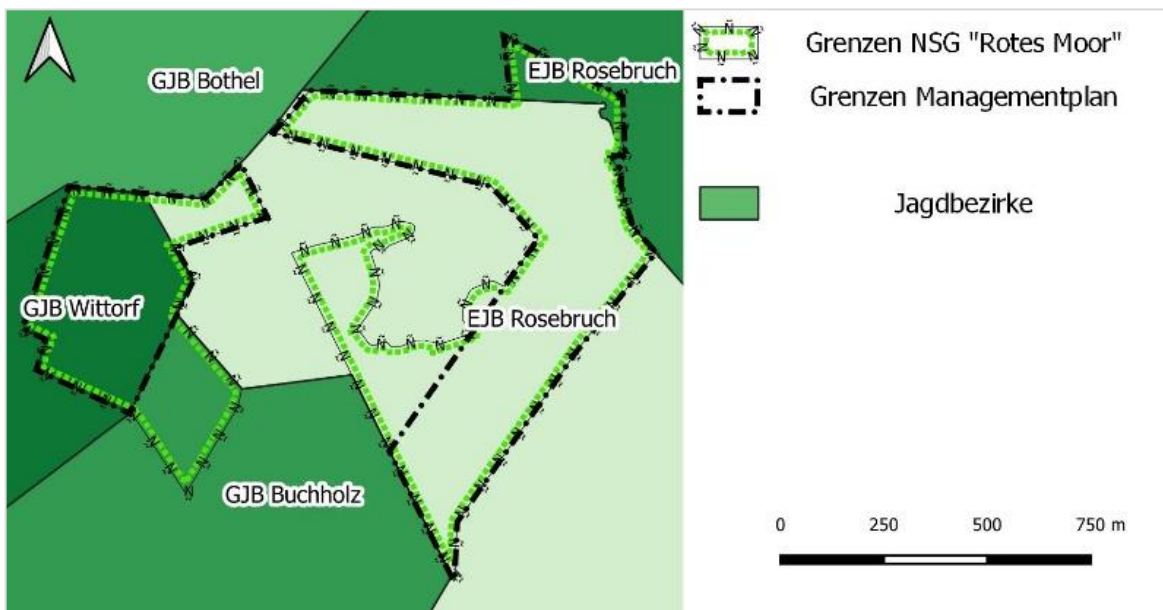 GJB Bothel
EJB Rosebruch
GJB Wittorf
EJB Rosebruch
GJB Buchholz
Grenzen NSG "Rotes Moor"
Grenzen Managementplan
Jagdbezirke
0 250 500 750 m